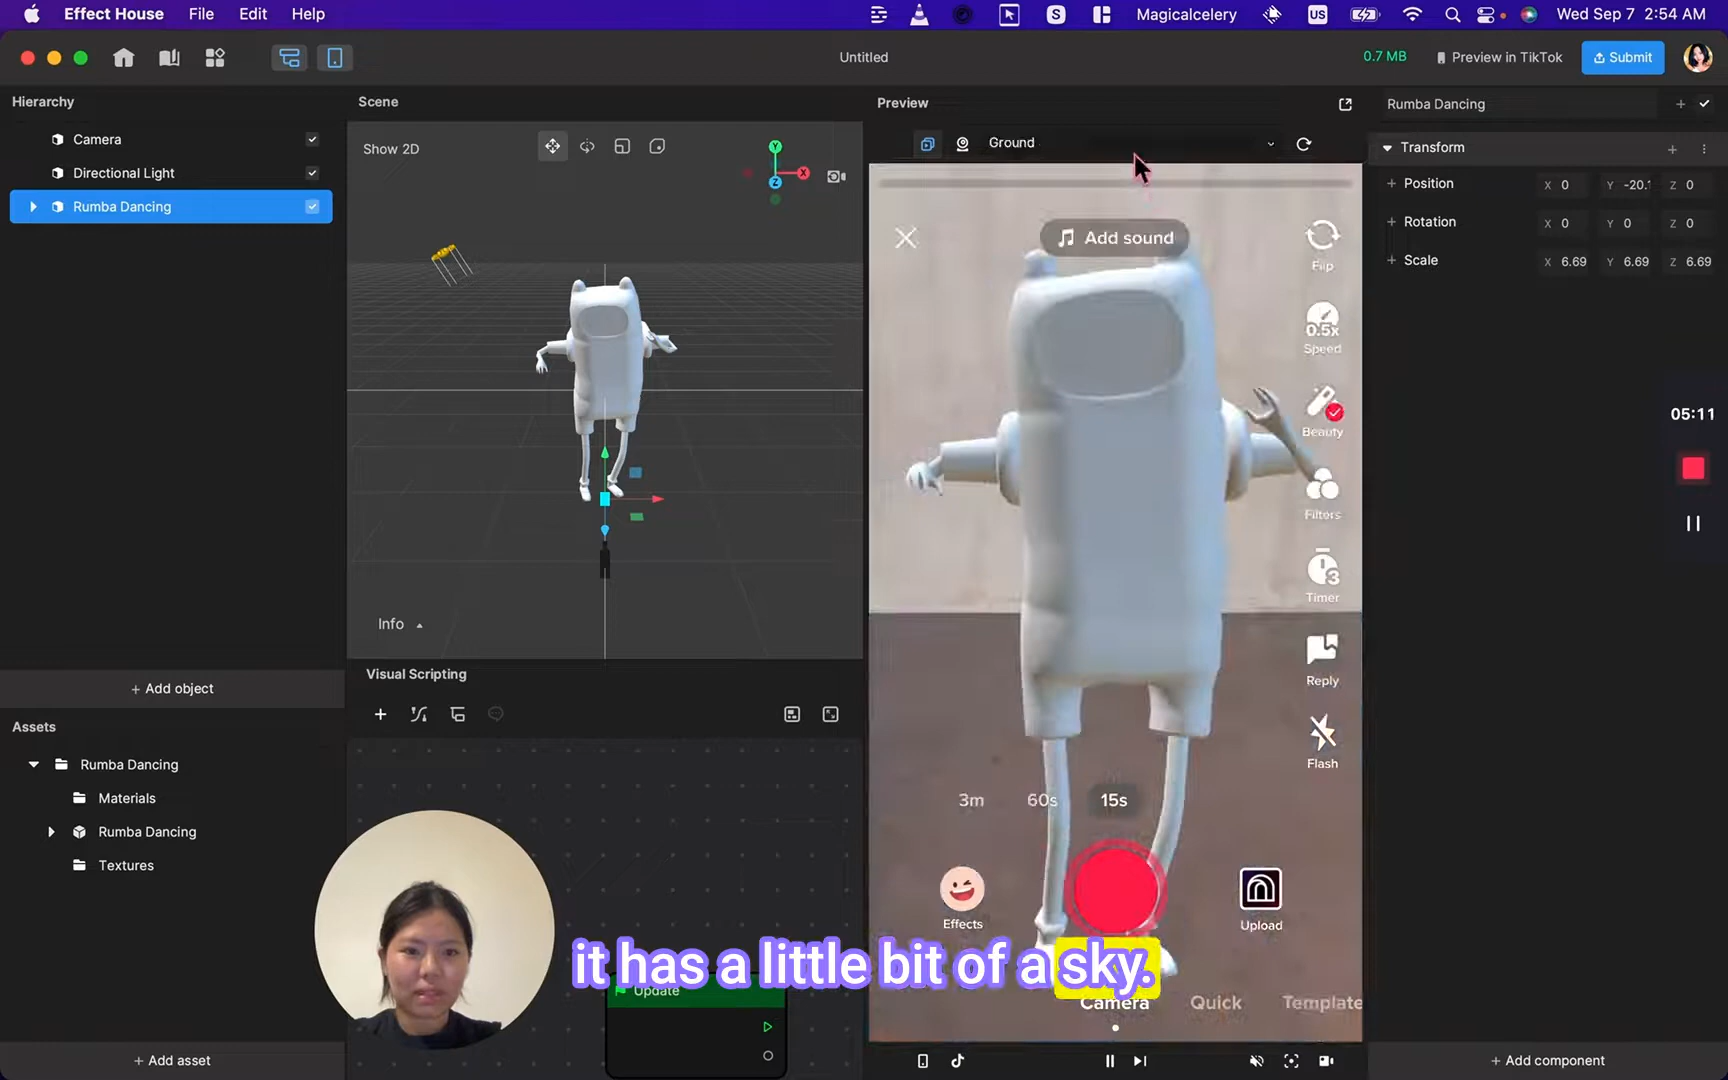 Effect House File Edit Help
S Magicalcelery US Wed Sep 7 2:54 AM
Untitled
0.7 MB
Preview in TikTok
Submit
Hierarchy
Camera
Directional Light
Rumba Dancing
+ Add object
Assets
Rumba Dancing
Materials
Rumba Dancing
Textures
+ Add asset
Scene
Show 2D
Y
X
Z
Info
Visual Scripting
Update
Preview
Ground
Add sound
Flip
0.5x
Speed
Beauty
Filters
3
Timer
Reply
Flash
3m 60s 15s
Effects
Upload
it has a little bit of a sky.
Camera Quick Template
Rumba Dancing
Transform
Position X 0 Y -20. Z 0
Rotation X 0 Y 0 Z 0
Scale X 6.69 Y 6.69 Z 6.69
05:11
+ Add component